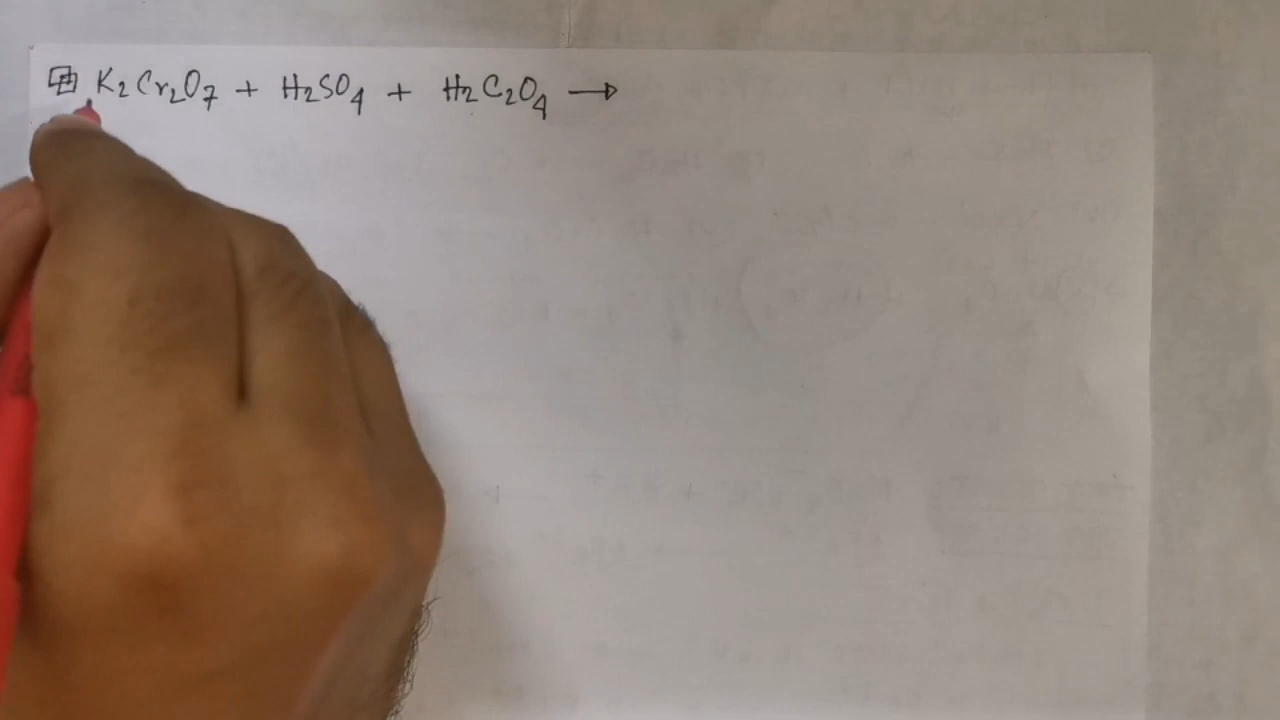 K2Cr2O7 + H2SO4 + H2C2O4 →